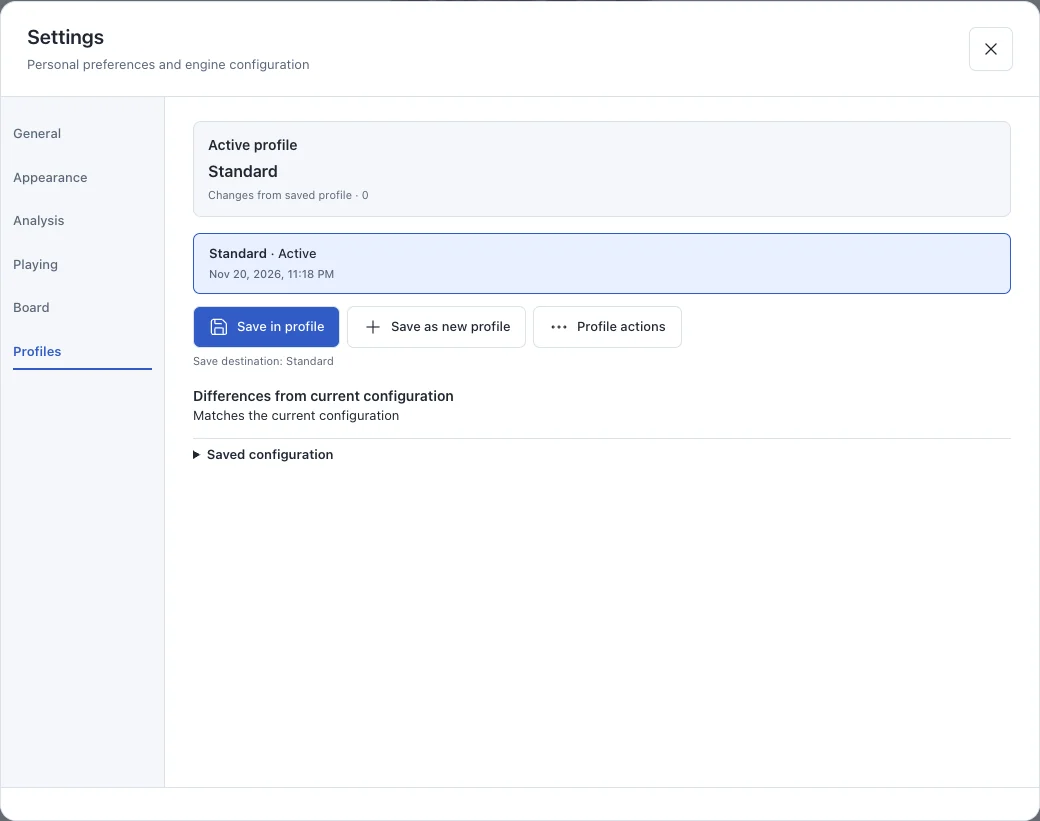 Settings
Personal preferences and engine configuration
General
Appearance
Analysis
Playing
Board
Profiles
Active profile
Standard
Changes from saved profile · 0
Standard · Active
Nov 20, 2026, 11:18 PM
Save in profile
Save as new profile
Profile actions
Save destination: Standard
Differences from current configuration
Matches the current configuration
Saved configuration